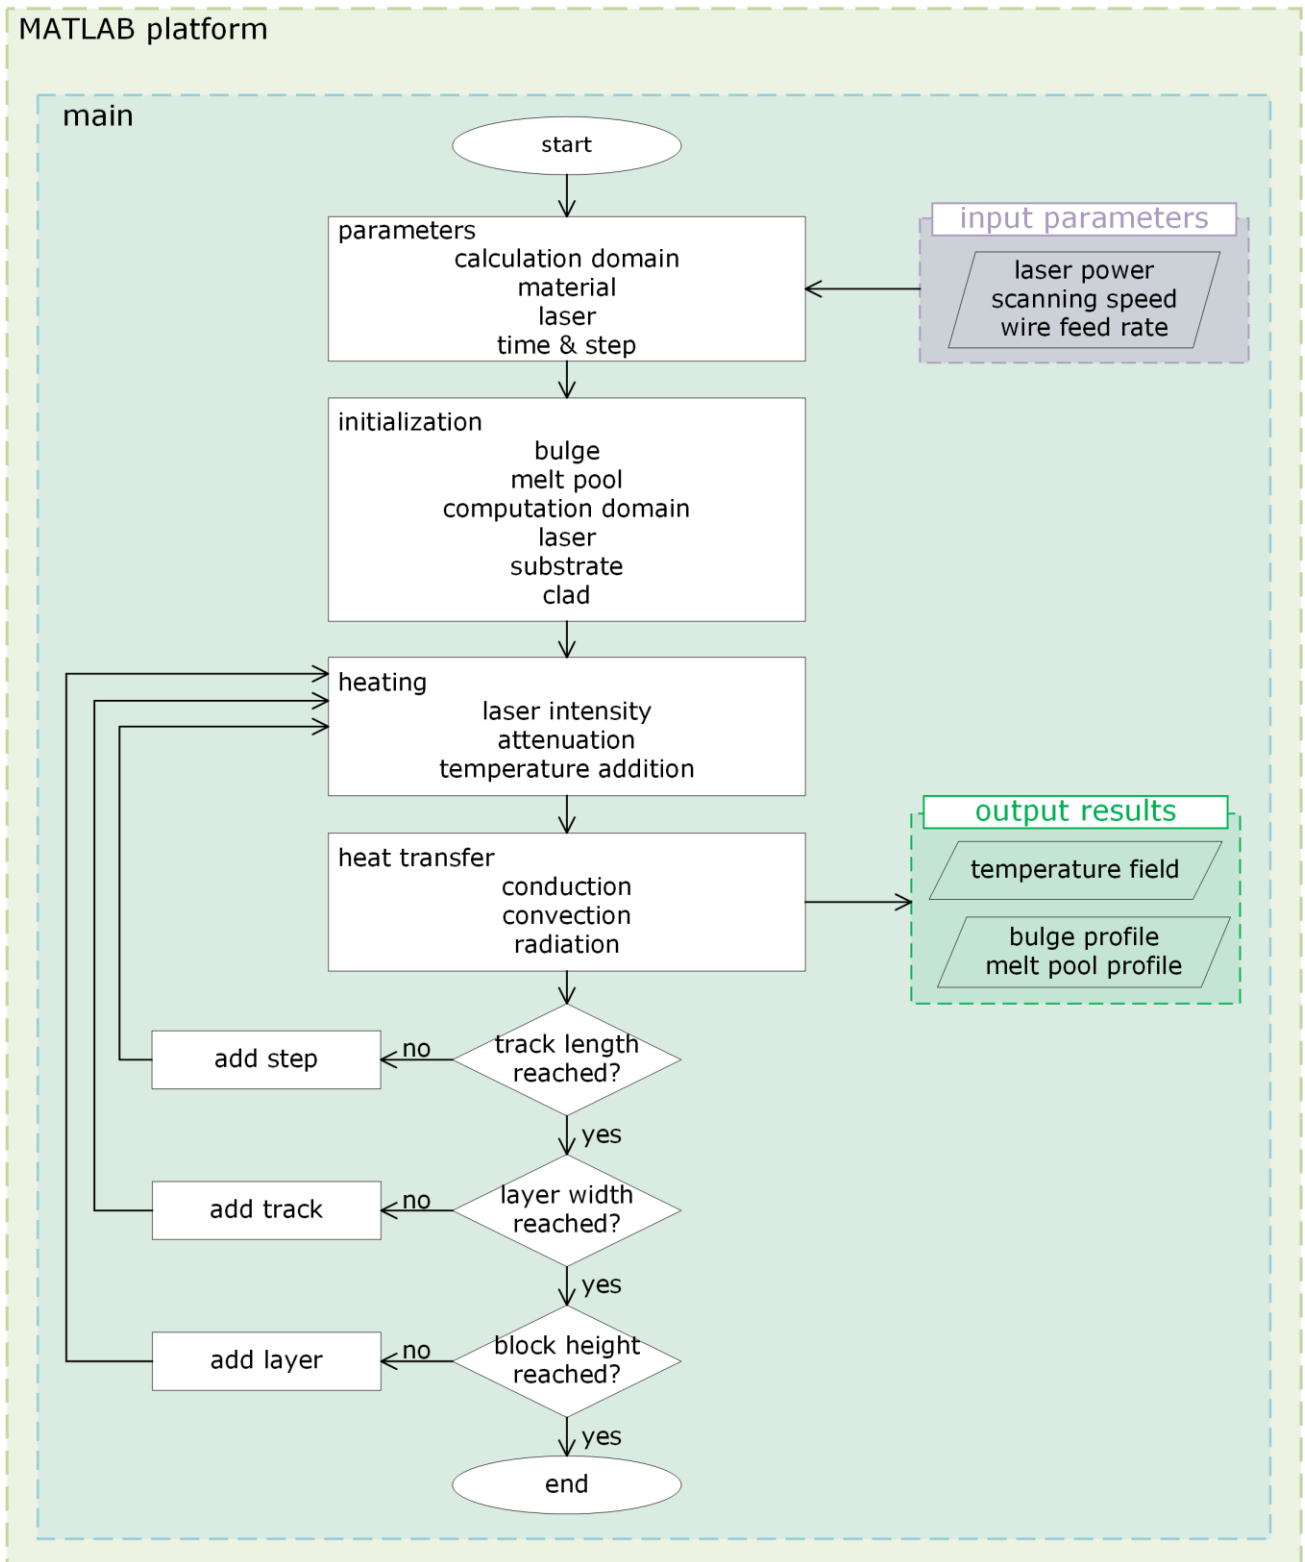 MATLAB platform
main
start
parameters
calculation domain
material
laser
time & step
input parameters
laser power
scanning speed
wire feed rate
initialization
bulge
melt pool
computation domain
laser
substrate
clad
heating
laser intensity
attenuation
temperature addition
heat transfer
conduction
convection
radiation
output results
temperature field
bulge profile
melt pool profile
track length
reached?
no
add step
yes
layer width
reached?
no
add track
yes
block height
reached?
no
add layer
yes
end